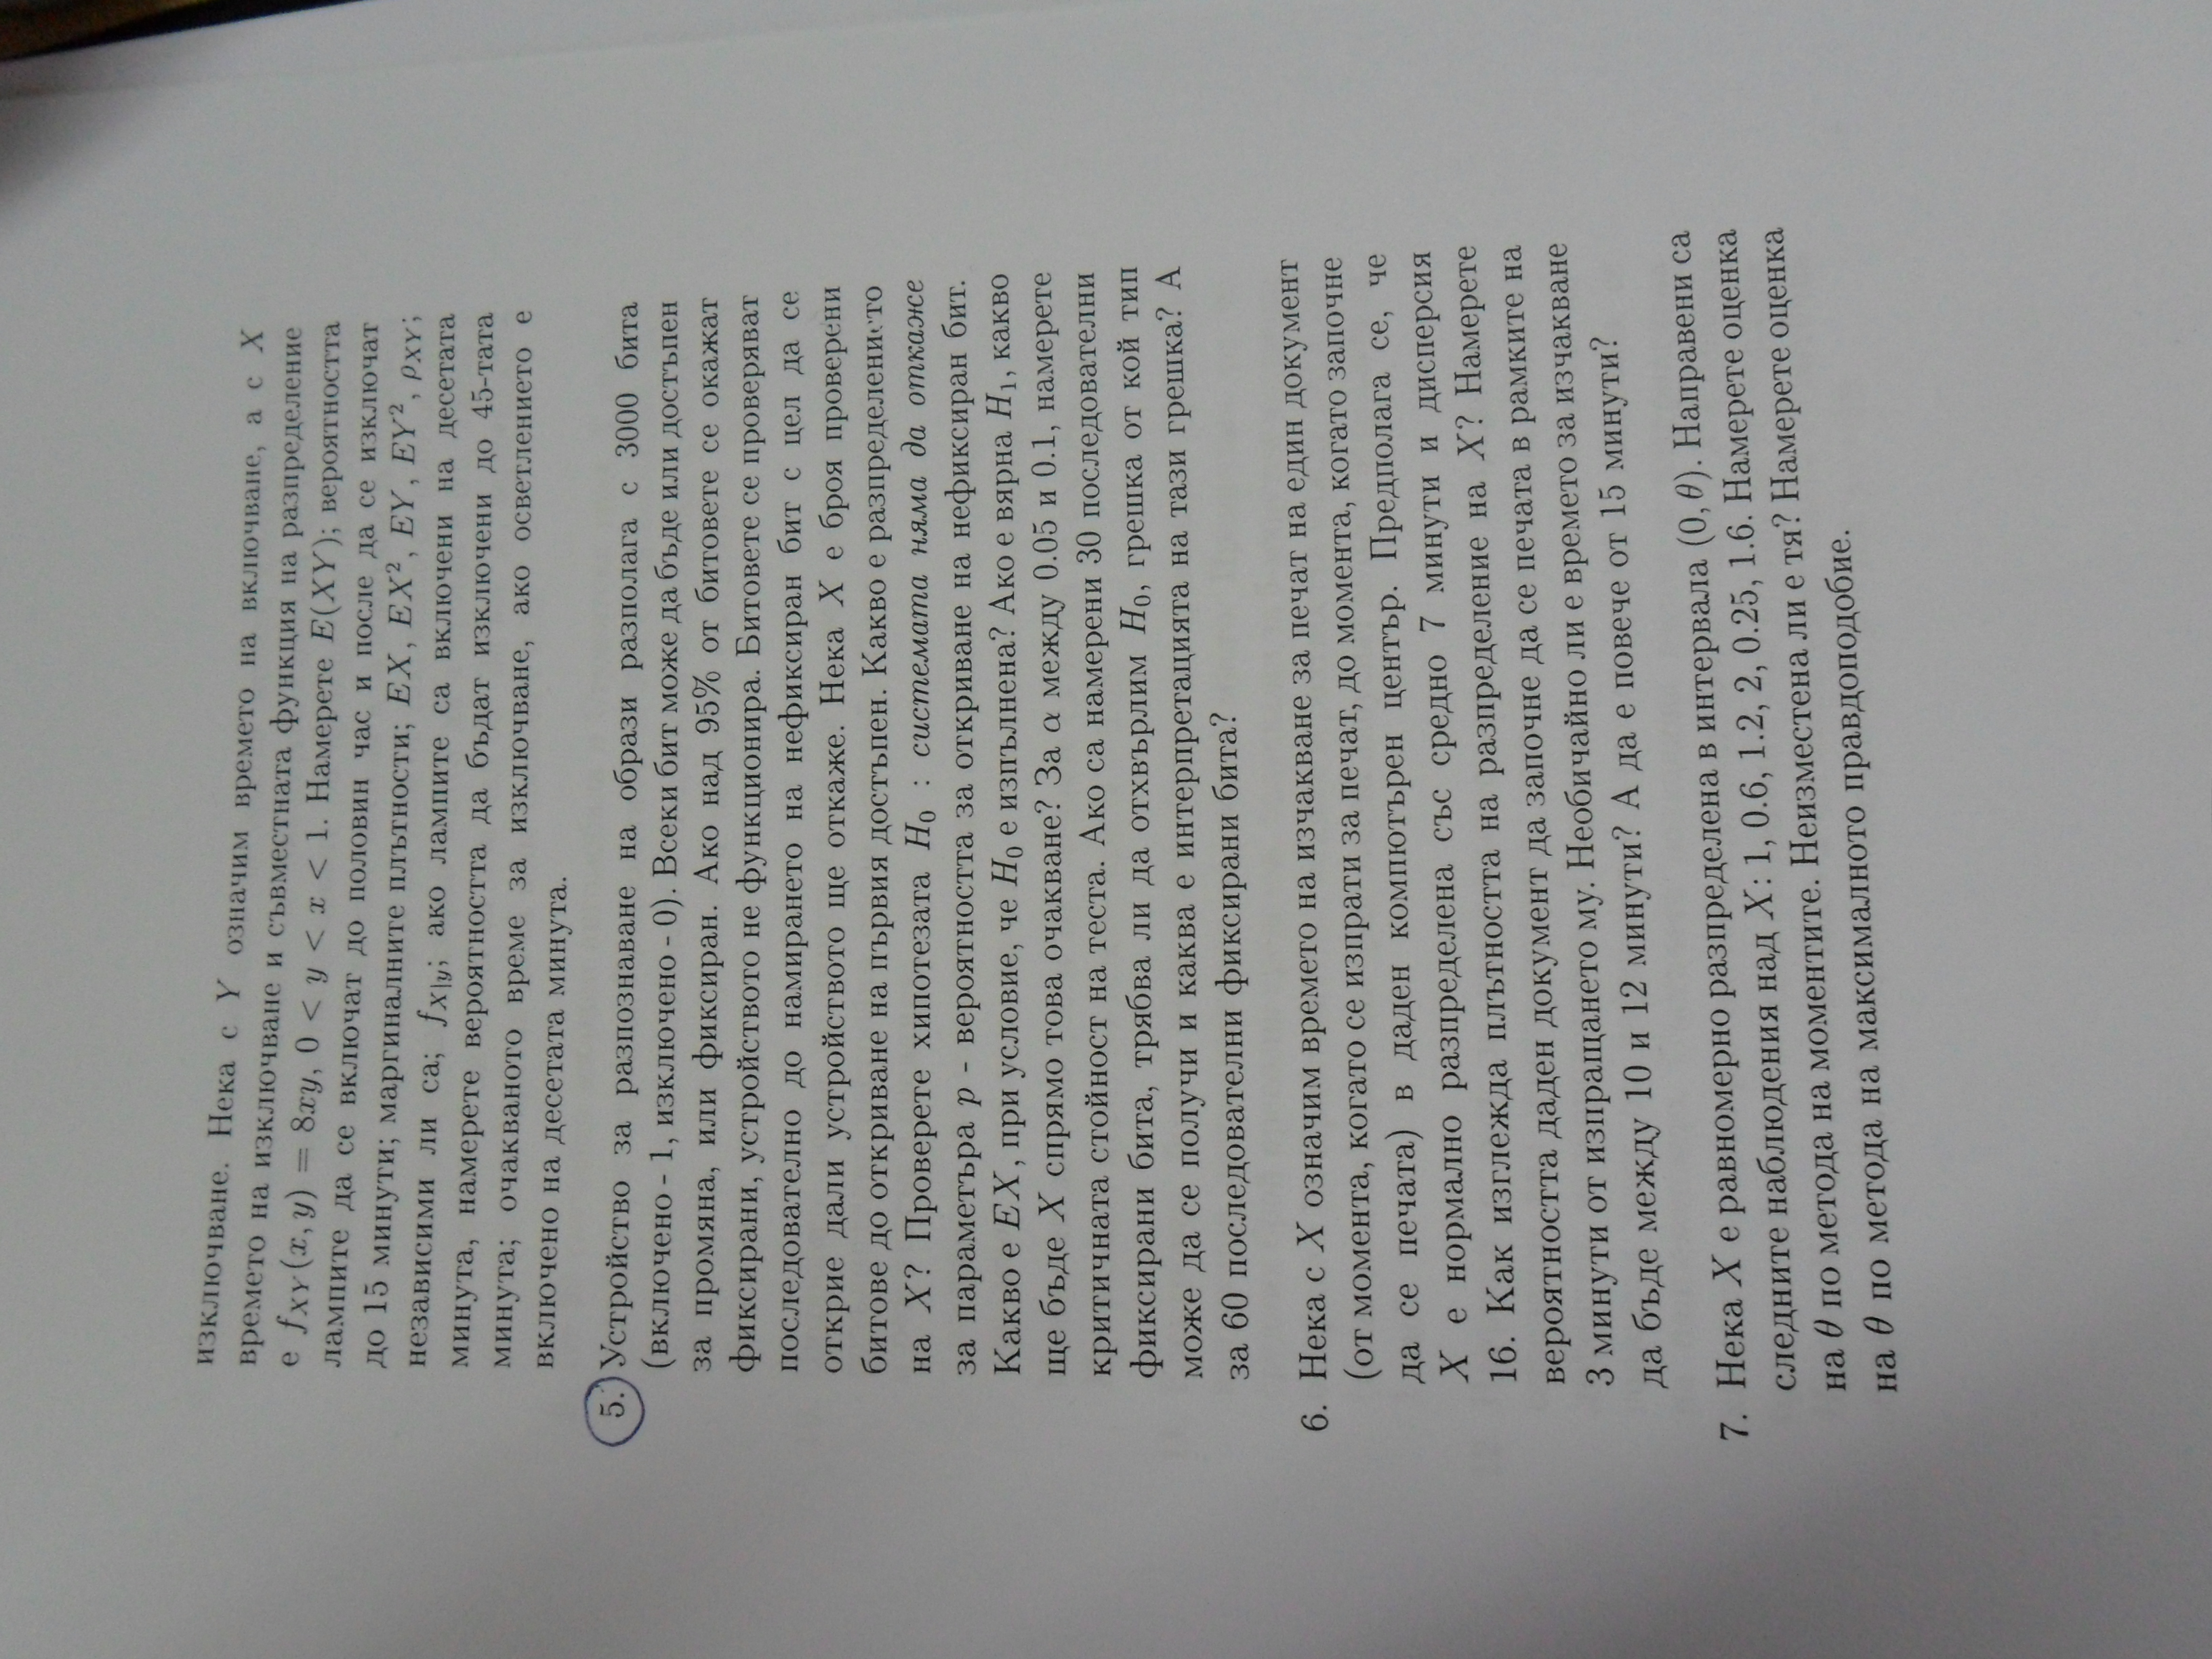 изключване. Нека с Y означим времето на включване, а с X
времето на изключване и съвместната функция на разпределение
е f_{XY}(x, y) = 8xy, 0 < y < x < 1. Намерете E(XY); вероятността
лампите да се включат до половин час и после да се изключат
до 15 минути; маргиналните плътности; EX, EX², EY, EY², ρ_{XY};
независими ли са; f_{X|y}; ако лампите са включени на десетата
минута, намерете вероятността да бъдат изключени до 45-тата
минута; очакваното време за изключване, ако осветлението е
включено на десетата минута.
5. Устройство за разпознаване на образи разполага с 3000 бита
(включено - 1, изключено - 0). Всеки бит може да бъде или достъпен
за промяна, или фиксиран. Ако над 95% от битовете се окажат
фиксирани, устройството не функционира. Битовете се проверяват
последователно до намирането на нефиксиран бит с цел да се
открие дали устройството ще откаже. Нека X е броя проверени
битове до откриване на първия достъпен. Какво е разпределението
на X? Проверете хипотезата H₀ : системата няма да откаже
за параметъра p - вероятността за откриване на нефиксиран бит.
Какво е EX, при условие, че H₀ е изпълнена? Ако е вярна H₁, какво
ще бъде X спрямо това очакване? За α между 0.05 и 0.1, намерете
критичната стойност на теста. Ако са намерени 30 последователни
фиксирани бита, трябва ли да отхвърлим H₀, грешка от кой тип
може да се получи и каква е интерпретацията на тази грешка? А
за 60 последователни фиксирани бита?
6. Нека с X означим времето на изчакване за печат на един документ
(от момента, когато се изпрати за печат, до момента, когато започне
да се печата) в даден компютърен център. Предполага се, че
X е нормално разпределена със средно 7 минути и дисперсия
16. Как изглежда плътността на разпределение на X? Намерете
вероятността даден документ да започне да се печата в рамките на
3 минути от изпращането му. Необичайно ли е времето за изчакване
да бъде между 10 и 12 минути? А да е повече от 15 минути?
7. Нека X е равномерно разпределена в интервала (0, θ). Направени са
следните наблюдения над X: 1, 0.6, 1.2, 2, 0.25, 1.6. Намерете оценка
на θ по метода на моментите. Неизместена ли е тя? Намерете оценка
на θ по метода на максималното правдоподобие.